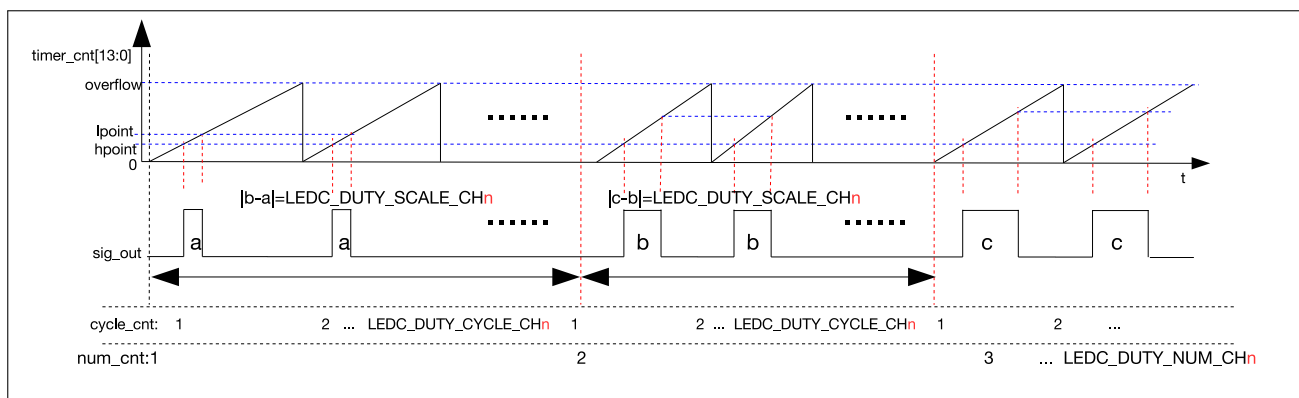 timer_cnt[13:0]
overflow
lpoint
hpoint
0
t
|b-a|=LEDC_DUTY_SCALE_CHn
|c-b|=LEDC_DUTY_SCALE_CHn
sig_out
a a b b c c
cycle_cnt: 1 2 ... LEDC_DUTY_CYCLE_CHn 1 2 ... LEDC_DUTY_CYCLE_CHn 1 2 ...
num_cnt:1 2 3 ... LEDC_DUTY_NUM_CHn